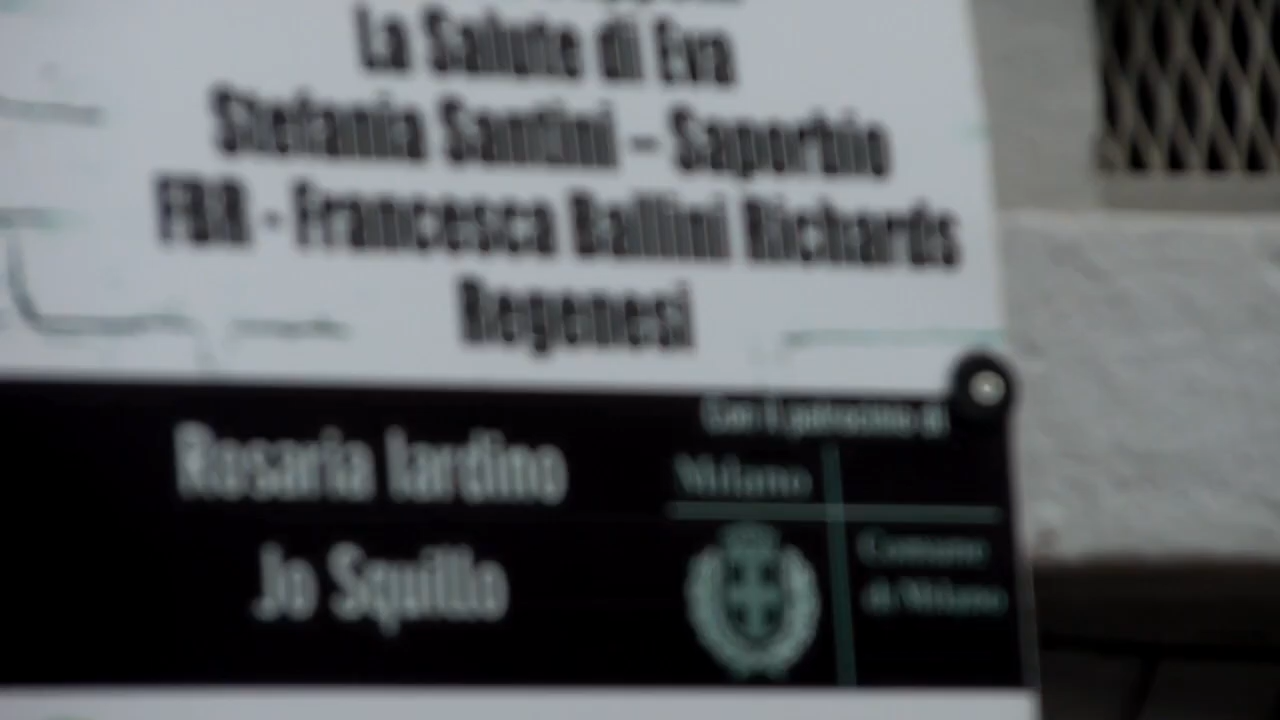 La Salute di Eva
Stefania Santini – Saporbio
FBR - Francesca Ballini Richards
Regenesi
Rosaria Iardino
Jo Squillo
Con il patrocinio di
Milano
Comune
di Milano